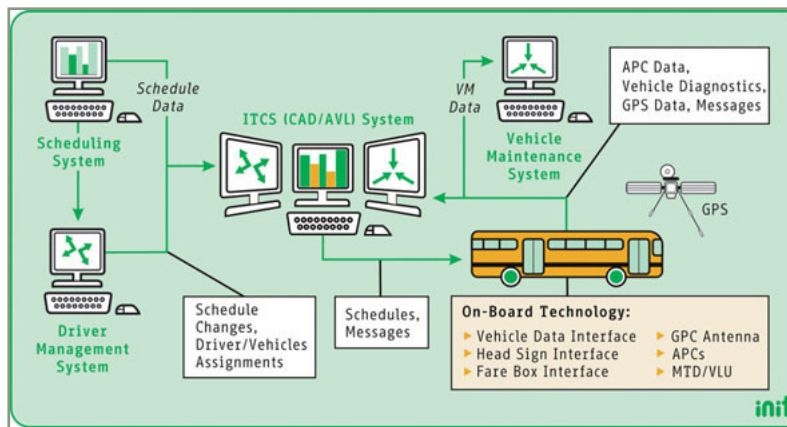 Schedule
Data
Scheduling
System
Driver
Management
System
ITCS (CAD/AVL) System
VM
Data
Vehicle
Maintenance
System
APC Data,
Vehicle Diagnostics,
GPS Data, Messages
GPS
Schedule
Changes,
Driver/Vehicles
Assignments
Schedules,
Messages
On-Board Technology:
Vehicle Data Interface
Head Sign Interface
Fare Box Interface
GPC Antenna
APCs
MTD/VLU
init